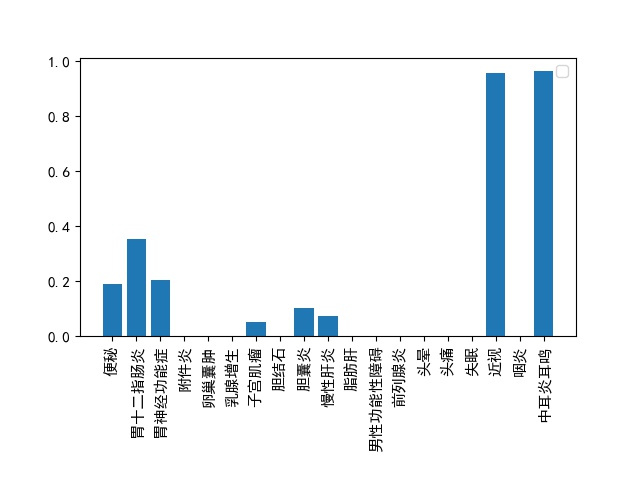 1.0
0.8
0.6
0.4
0.2
0.0
便秘
胃十二指肠炎
胃神经功能症
附件炎
卵巢囊肿
乳腺增生
子宫肌瘤
胆结石
胆囊炎
慢性肝炎
脂肪肝
男性功能性障碍
前列腺炎
头晕
头痛
失眠
近视
咽炎
中耳炎耳鸣